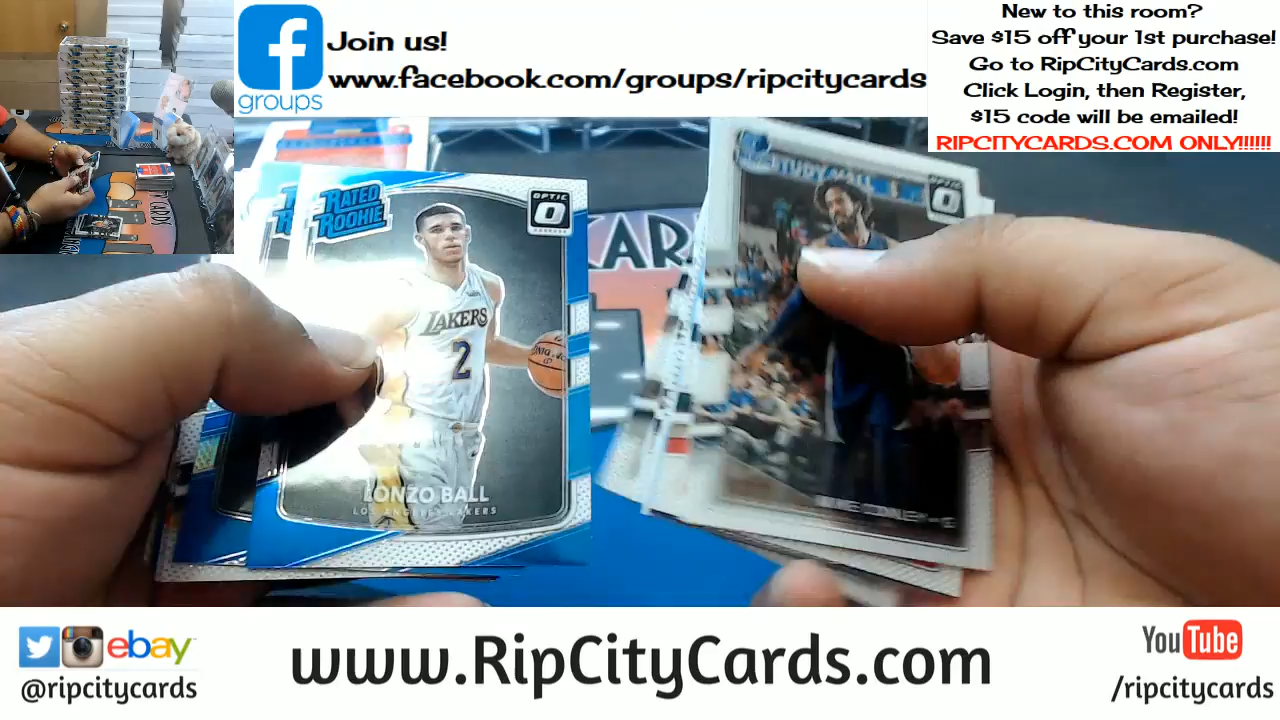 groups
Join us!
www.facebook.com/groups/ripcitycards
New to this room?
Save $15 off your 1st purchase!
Go to RipCityCards.com
Click Login, then Register,
$15 code will be emailed!
RIPCITYCARDS.COM ONLY!!!!!!
RATED
ROOKIE
OPTIC
LAKERS
2
LONZO BALL
LOS ANGELES LAKERS
CAR
ebay
@ripcitycards
www.RipCityCards.com
YouTube
/ripcitycards